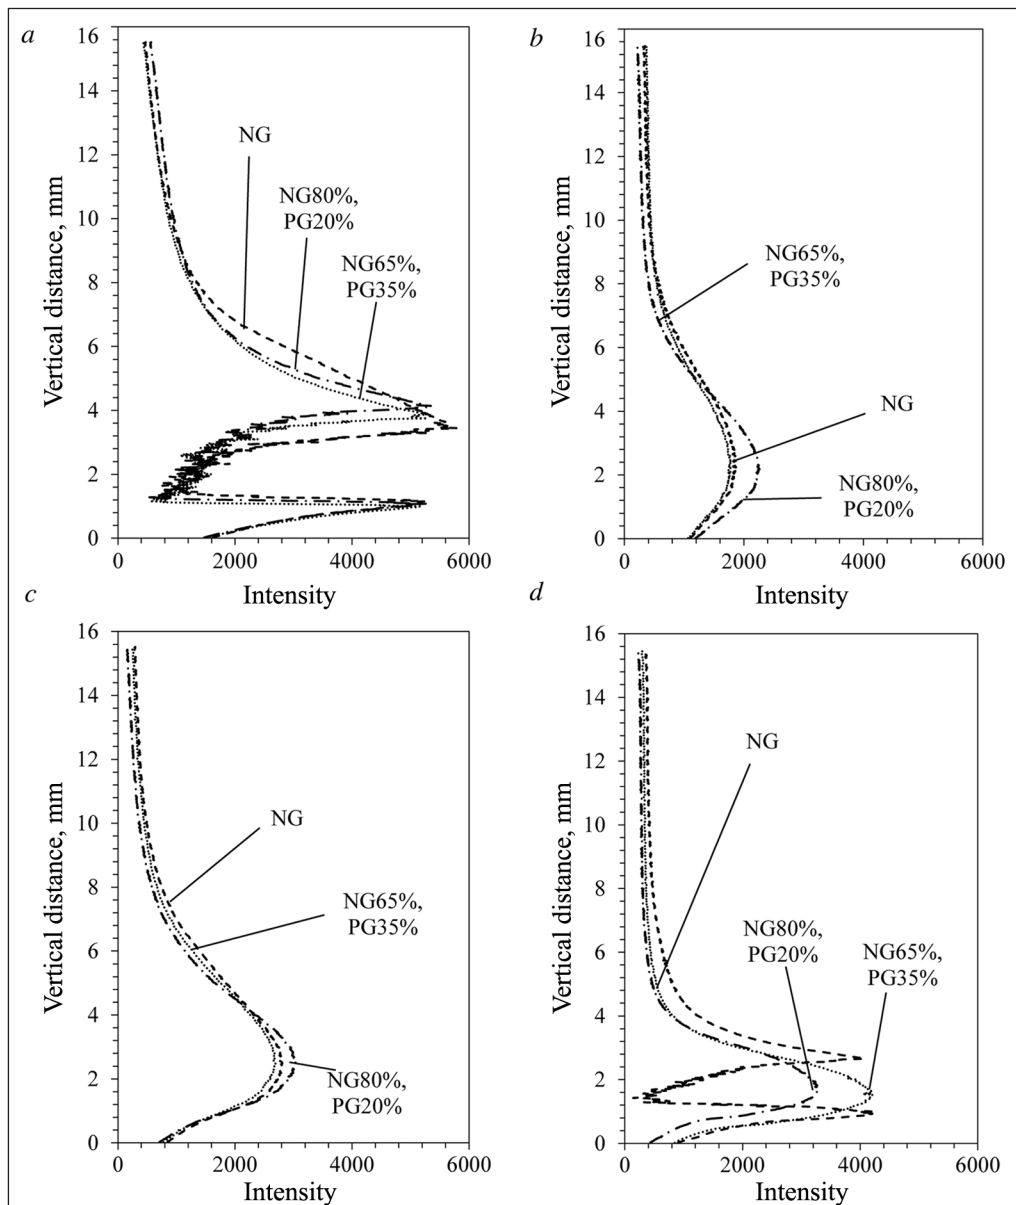 a
Vertical distance, mm
16
14
12
10
8
6
4
2
0
NG
NG80%,
PG20%
NG65%,
PG35%
0
2000
4000
6000
Intensity
b
Vertical distance, mm
16
14
12
10
8
6
4
2
0
NG65%,
PG35%
NG
NG80%,
PG20%
0
2000
4000
6000
Intensity
c
Vertical distance, mm
16
14
12
10
8
6
4
2
0
NG
NG65%,
PG35%
NG80%,
PG20%
0
2000
4000
6000
Intensity
d
Vertical distance, mm
16
14
12
10
8
6
4
2
0
NG
NG80%,
PG20%
NG65%,
PG35%
0
2000
4000
6000
Intensity